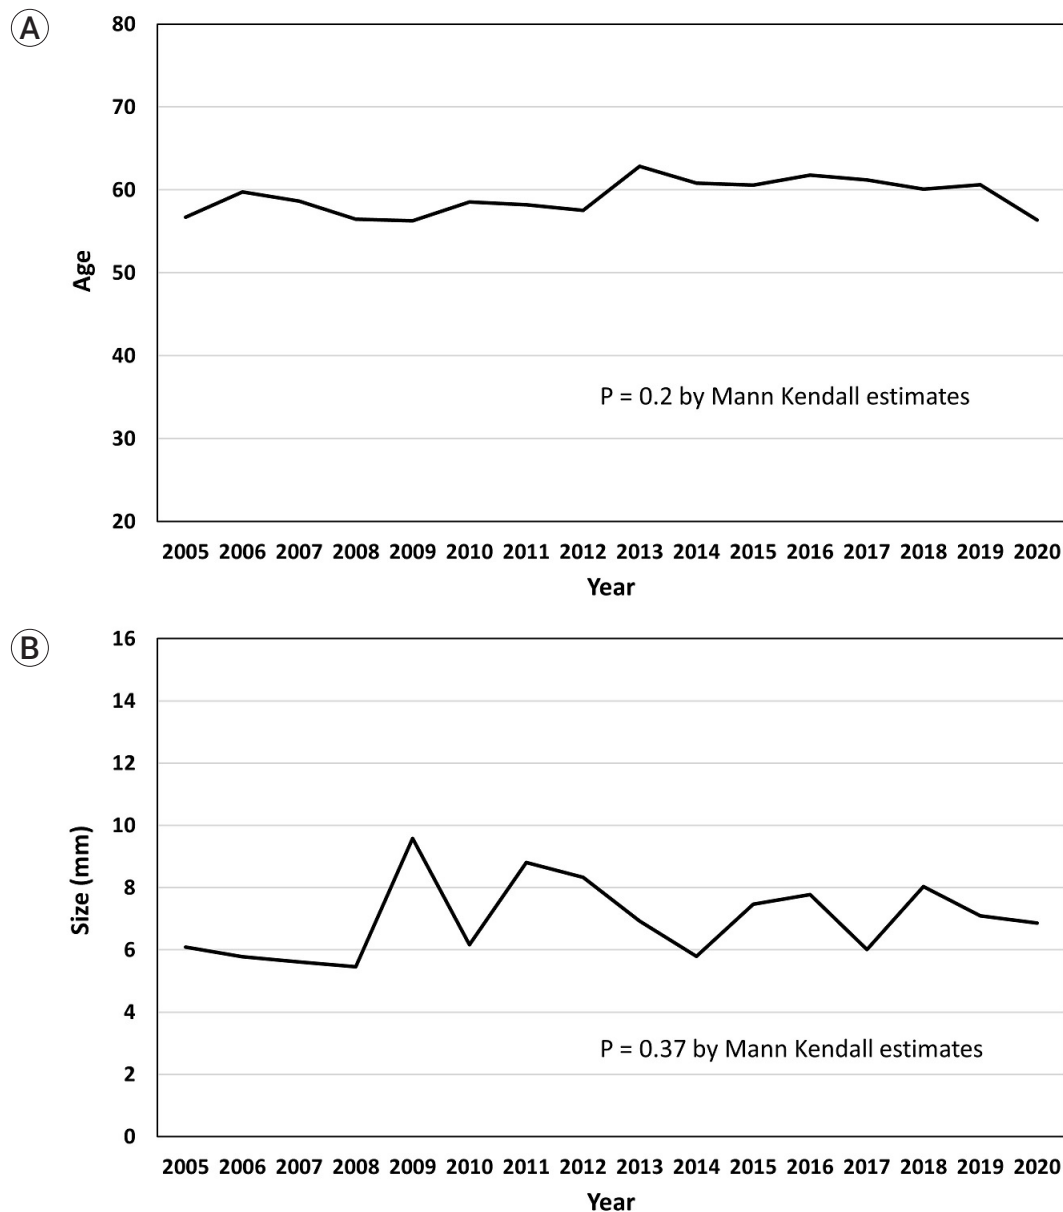 A
80
70
60
50
40
30
20
Age
P = 0.2 by Mann Kendall estimates
2005 2006 2007 2008 2009 2010 2011 2012 2013 2014 2015 2016 2017 2018 2019 2020
Year
B
16
14
12
10
8
6
4
2
0
Size (mm)
P = 0.37 by Mann Kendall estimates
2005 2006 2007 2008 2009 2010 2011 2012 2013 2014 2015 2016 2017 2018 2019 2020
Year